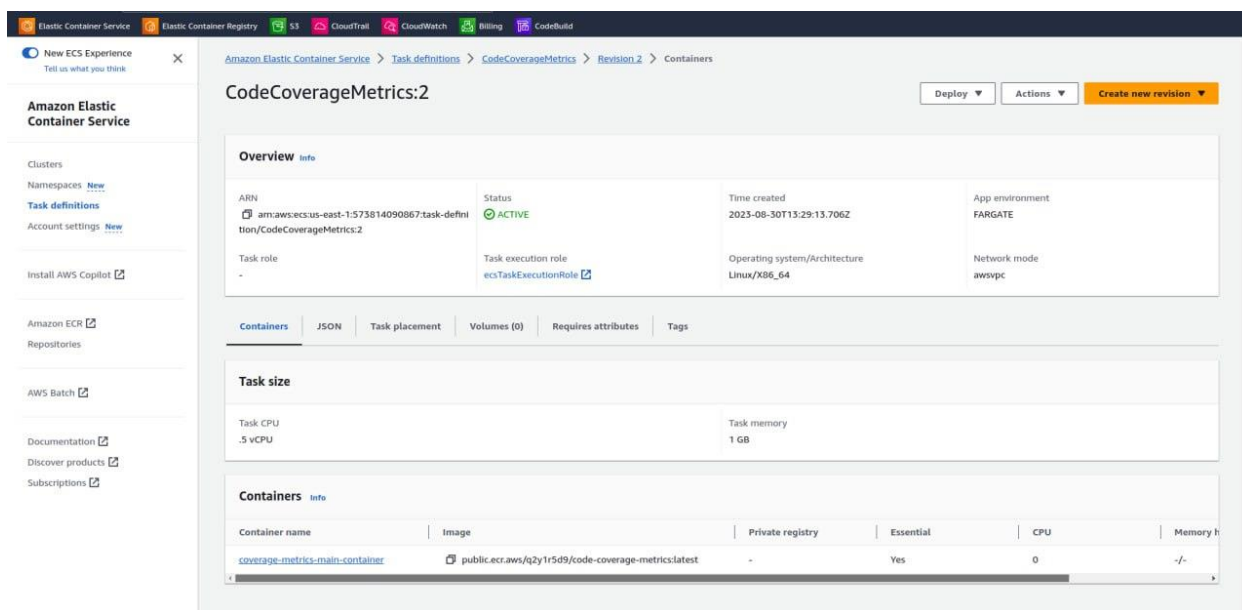 Elastic Container Service Elastic Container Registry S3 CloudTrail CloudWatch Billing CodeBuild
New ECS Experience
Tell us what you think
Amazon Elastic
Container Service
Clusters
Namespaces New
Task definitions
Account settings New
Install AWS Copilot
Amazon ECR
Repositories
AWS Batch
Documentation
Discover products
Subscriptions
Amazon Elastic Container Service > Task definitions > CodeCoverageMetrics > Revision 2 > Containers
CodeCoverageMetrics:2
Deploy Actions Create new revision
Overview Info
ARN
arn:aws:ecs:us-east-1:573814090867:task-defini
tion/CodeCoverageMetrics:2
Status
ACTIVE
Time created
2023-08-30T13:29:13.706Z
App environment
FARGATE
Task role
-
Task execution role
ecsTaskExecutionRole
Operating system/Architecture
Linux/X86_64
Network mode
awsvpc
Containers JSON Task placement Volumes (0) Requires attributes Tags
Task size
Task CPU
.5 vCPU
Task memory
1 GB
Containers Info
Container name Image Private registry Essential CPU Memory h
coverage-metrics-main-container public.ecr.aws/q2y1r5d9/code-coverage-metrics:latest - Yes 0 -/-